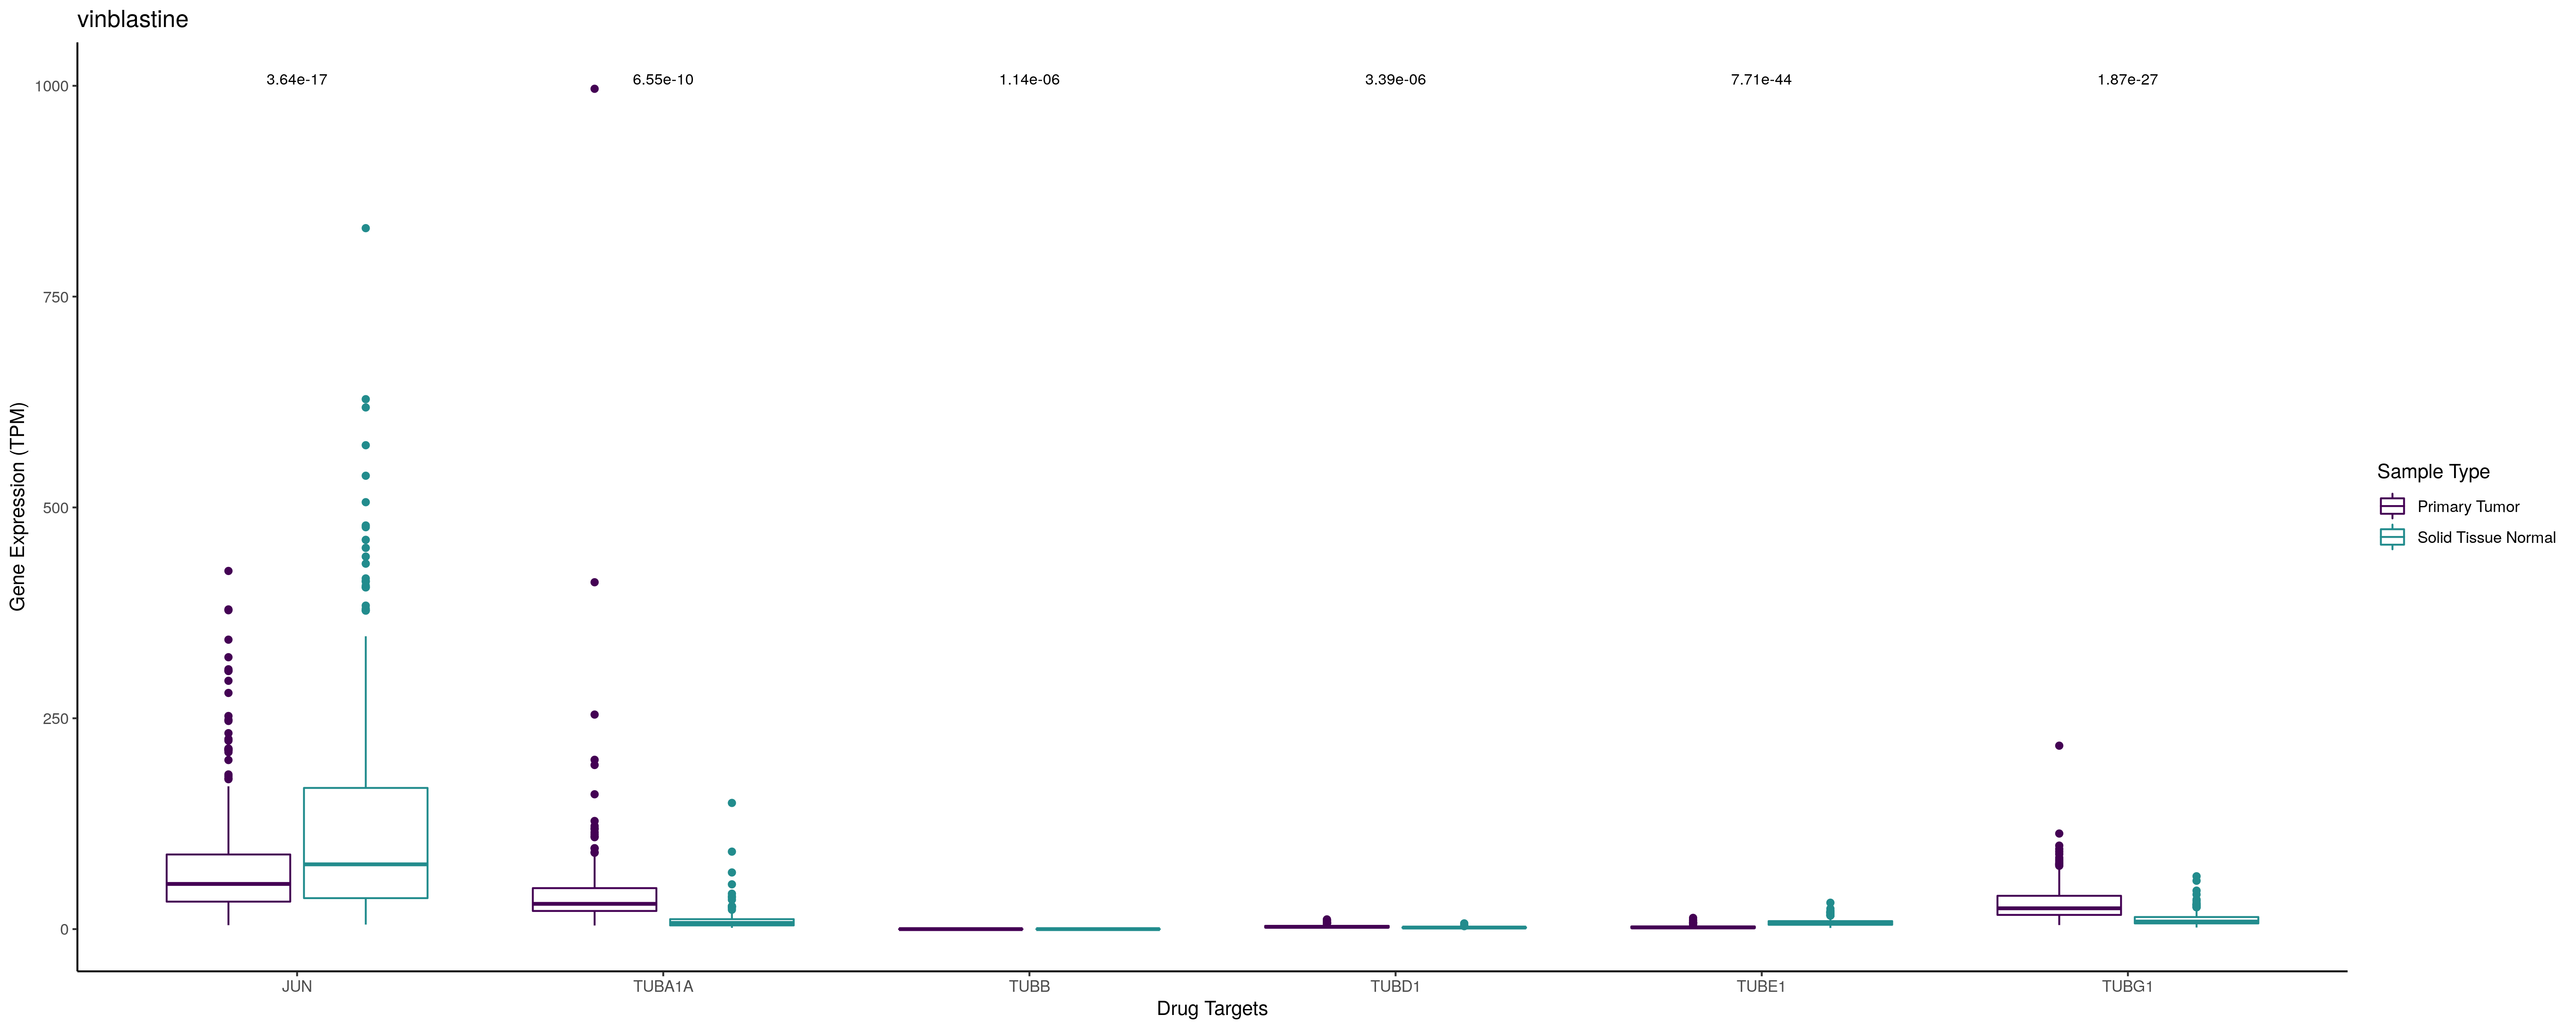 vinblastine
3.64e-17 6.55e-10 1.14e-06 3.39e-06 7.71e-44 1.87e-27
1000
750
500
250
0
Gene Expression (TPM)
JUN TUBA1A TUBB TUBD1 TUBE1 TUBG1
Drug Targets
Sample Type
Primary Tumor
Solid Tissue Normal